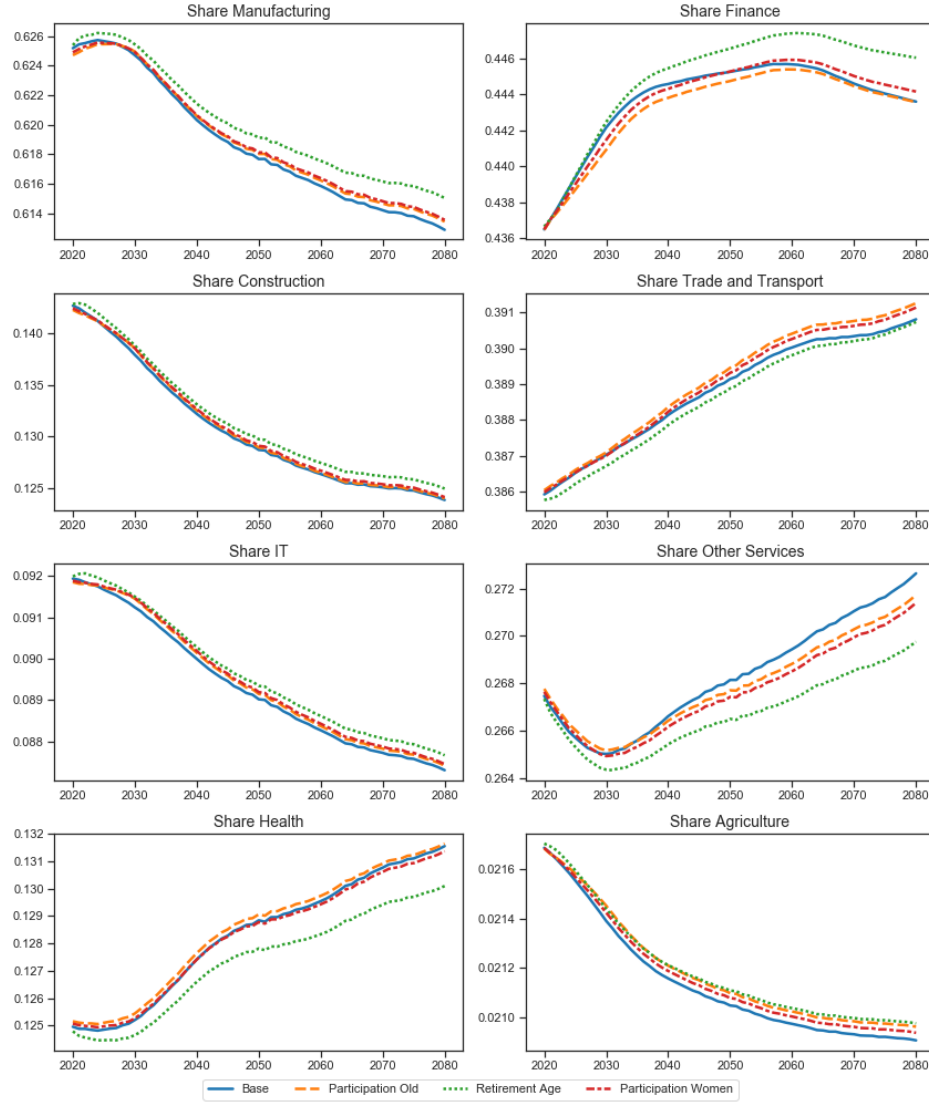 Share Manufacturing
0.626
0.624
0.622
0.620
0.618
0.616
0.614
2020 2030 2040 2050 2060 2070 2080
Share Finance
0.446
0.444
0.442
0.440
0.438
0.436
2020 2030 2040 2050 2060 2070 2080
Share Construction
0.140
0.135
0.130
0.125
2020 2030 2040 2050 2060 2070 2080
Share Trade and Transport
0.391
0.390
0.389
0.388
0.387
0.386
2020 2030 2040 2050 2060 2070 2080
Share IT
0.092
0.091
0.090
0.089
0.088
2020 2030 2040 2050 2060 2070 2080
Share Other Services
0.272
0.270
0.268
0.266
0.264
2020 2030 2040 2050 2060 2070 2080
Share Health
0.132
0.131
0.130
0.129
0.128
0.127
0.126
0.125
2020 2030 2040 2050 2060 2070 2080
Share Agriculture
0.0216
0.0214
0.0212
0.0210
2020 2030 2040 2050 2060 2070 2080
Base Participation Old Retirement Age Participation Women